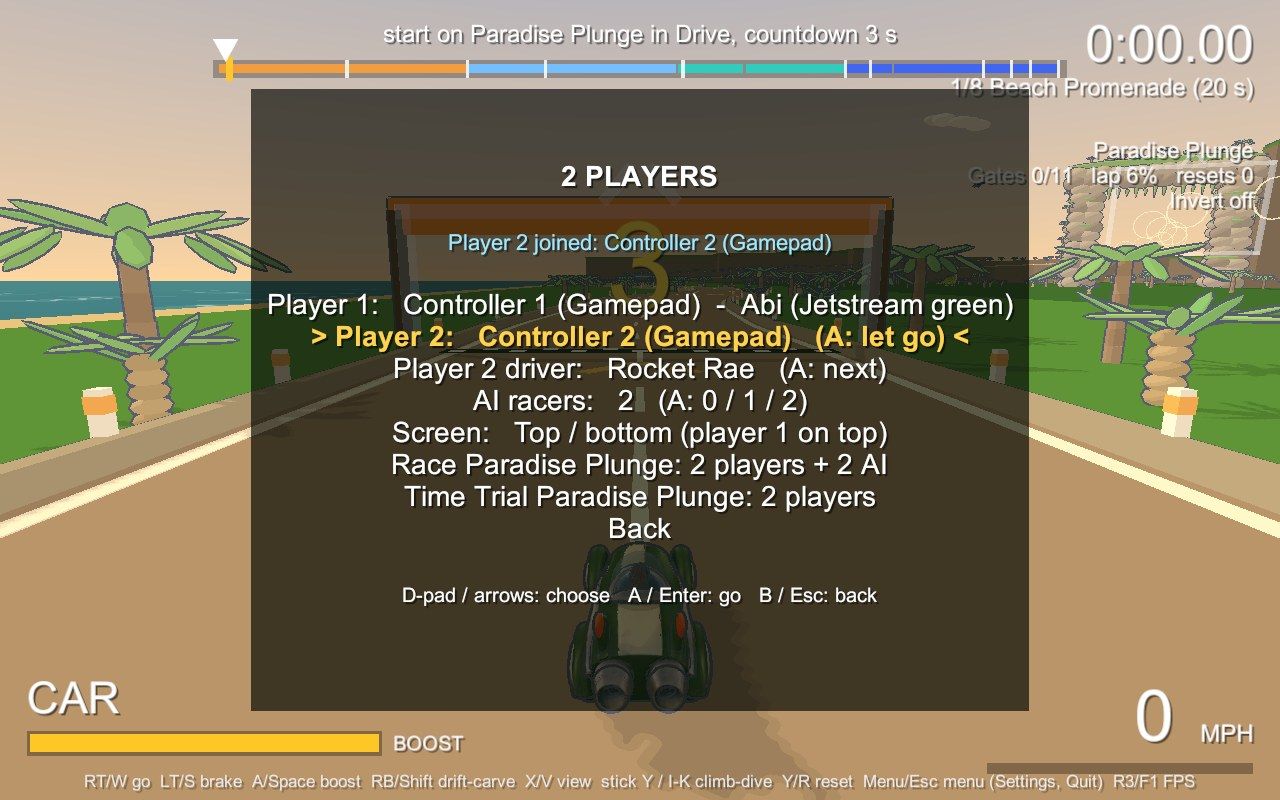 start on Paradise Plunge in Drive, countdown 3 s
0:00.00
1/8 Beach Promenade (20 s)
Paradise Plunge
Gates 0/11 lap 6% resets 0
Invert off
2 PLAYERS
3
Player 2 joined: Controller 2 (Gamepad)
Player 1: Controller 1 (Gamepad) - Abi (Jetstream green)
> Player 2: Controller 2 (Gamepad) (A: let go) <
Player 2 driver: Rocket Rae (A: next)
AI racers: 2 (A: 0 / 1 / 2)
Screen: Top / bottom (player 1 on top)
Race Paradise Plunge: 2 players + 2 AI
Time Trial Paradise Plunge: 2 players
Back
D-pad / arrows: choose A / Enter: go B / Esc: back
CAR
BOOST
0 MPH
RT/W go LT/S brake A/Space boost RB/Shift drift-carve X/V view stick Y / I-K climb-dive Y/R reset Menu/Esc menu (Settings, Quit) R3/F1 FPS